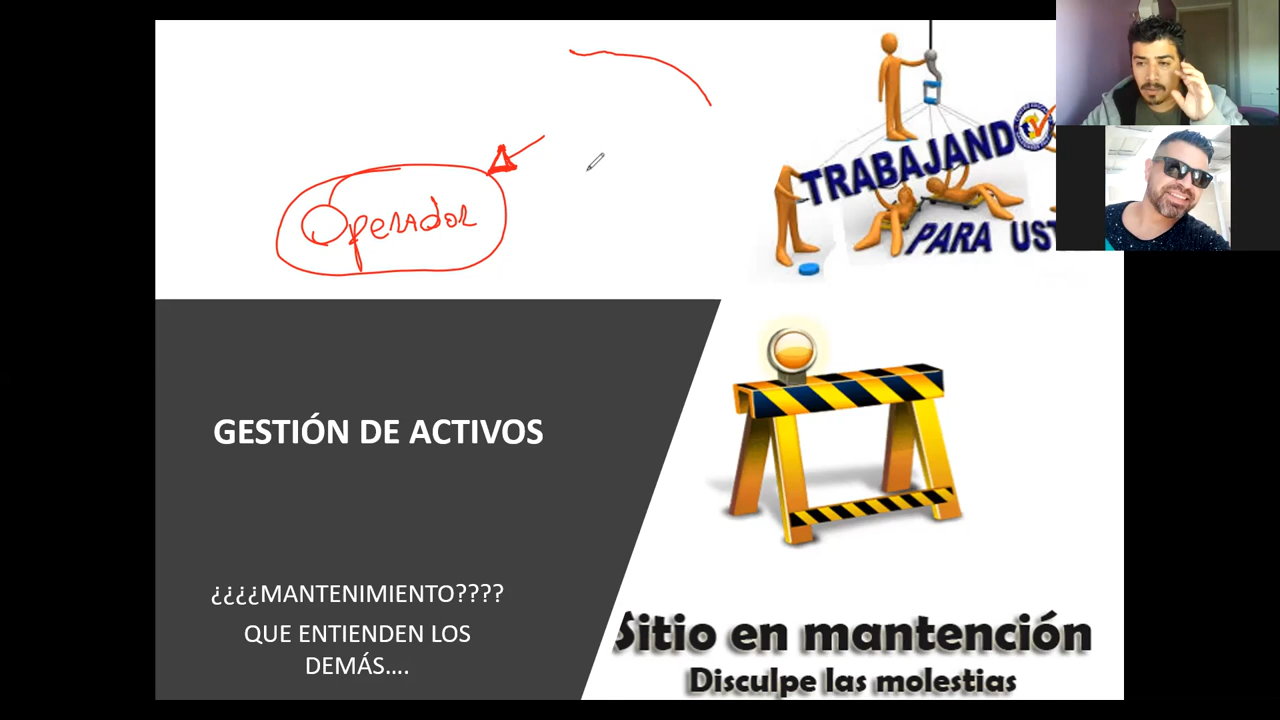 Operador
TRABAJANDO
PARA UST
GESTIÓN DE ACTIVOS
¿¿¿¿MANTENIMIENTO????
QUE ENTIENDEN LOS
DEMÁS....
Sitio en mantención
Disculpe las molestias